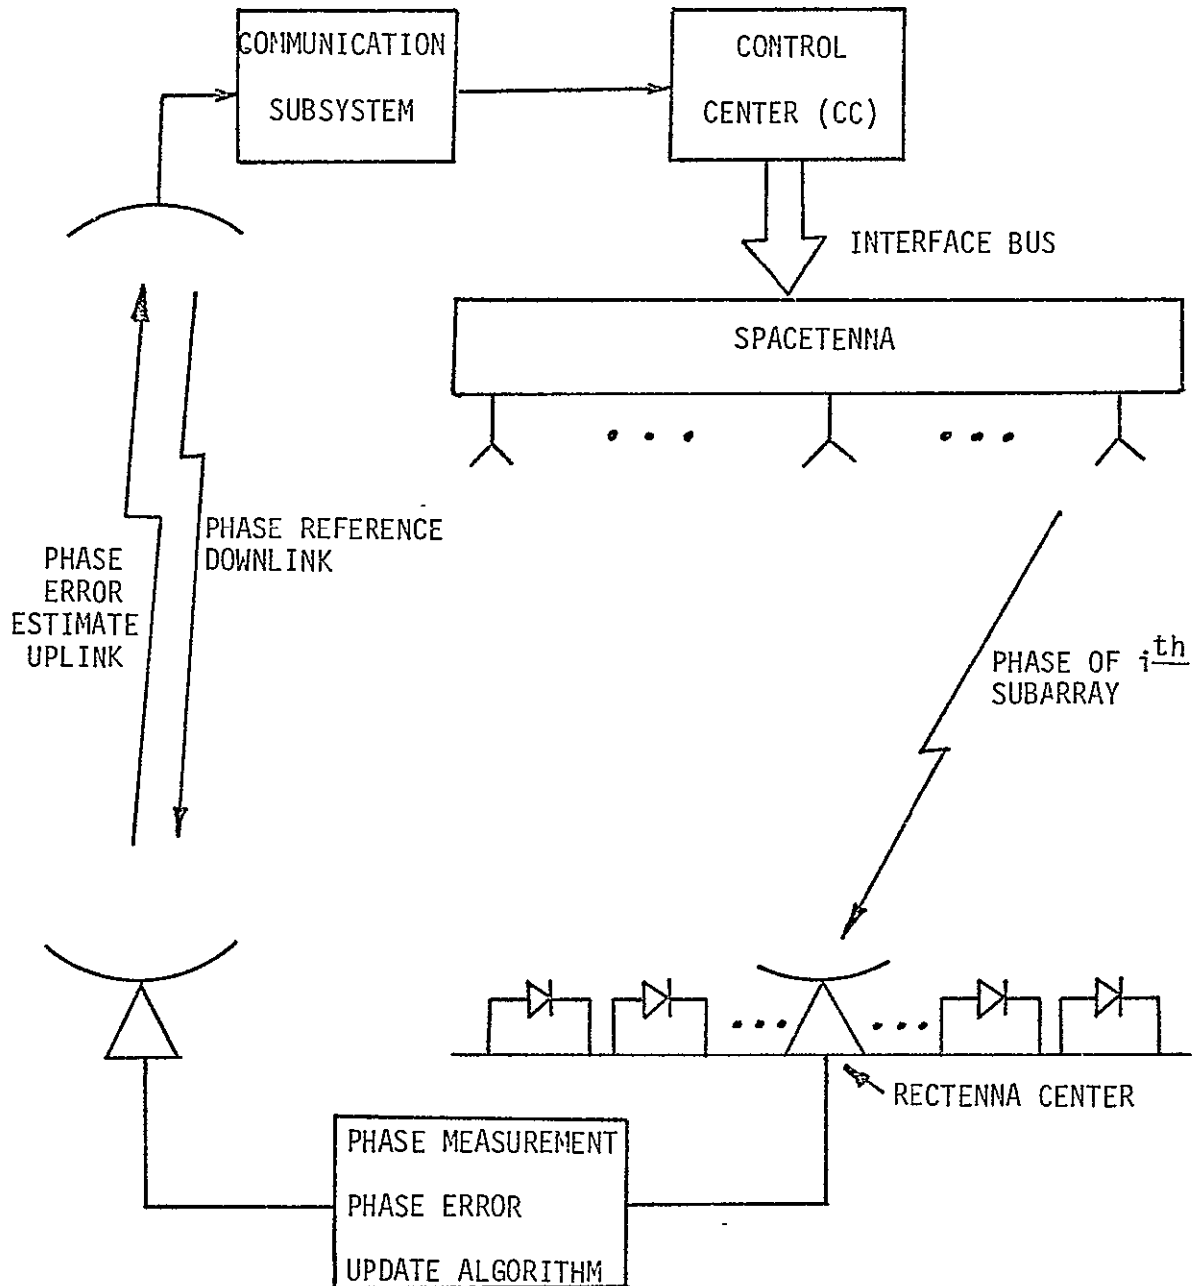 COMMUNICATION
SUBSYSTEM
CONTROL
CENTER (CC)
INTERFACE BUS
SPACETENNA
PHASE REFERENCE
DOWNLINK
PHASE
ERROR
ESTIMATE
UPLINK
PHASE OF ith
SUBARRAY
RECTENNA CENTER
PHASE MEASUREMENT
PHASE ERROR
UPDATE ALGORITHM